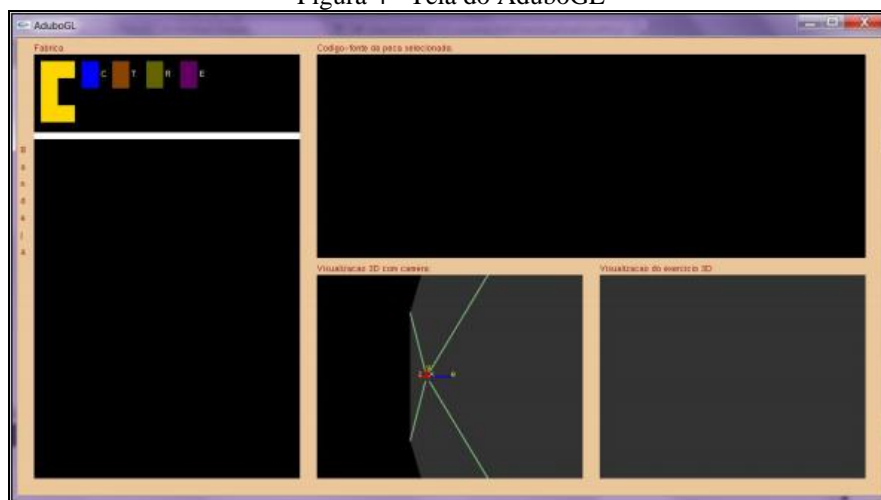 Figura 4 - Tela do AduboGL
AduboGL
Fabrica
C T R E
Bandeja
Codigo-fonte da peca selecionada:
Visualizacao 3D com camera:
Visualizacao do exercicio 3D